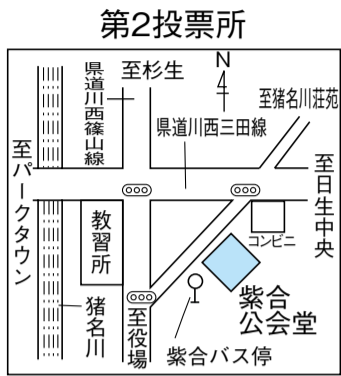 第2投票所
県道川西篠山線
至杉生
N
至猪名川荘苑
県道川西三田線
至パークタウン
至日生中央
教習所
コンビニ
猪名川
至役場
紫合
公会堂
紫合バス停